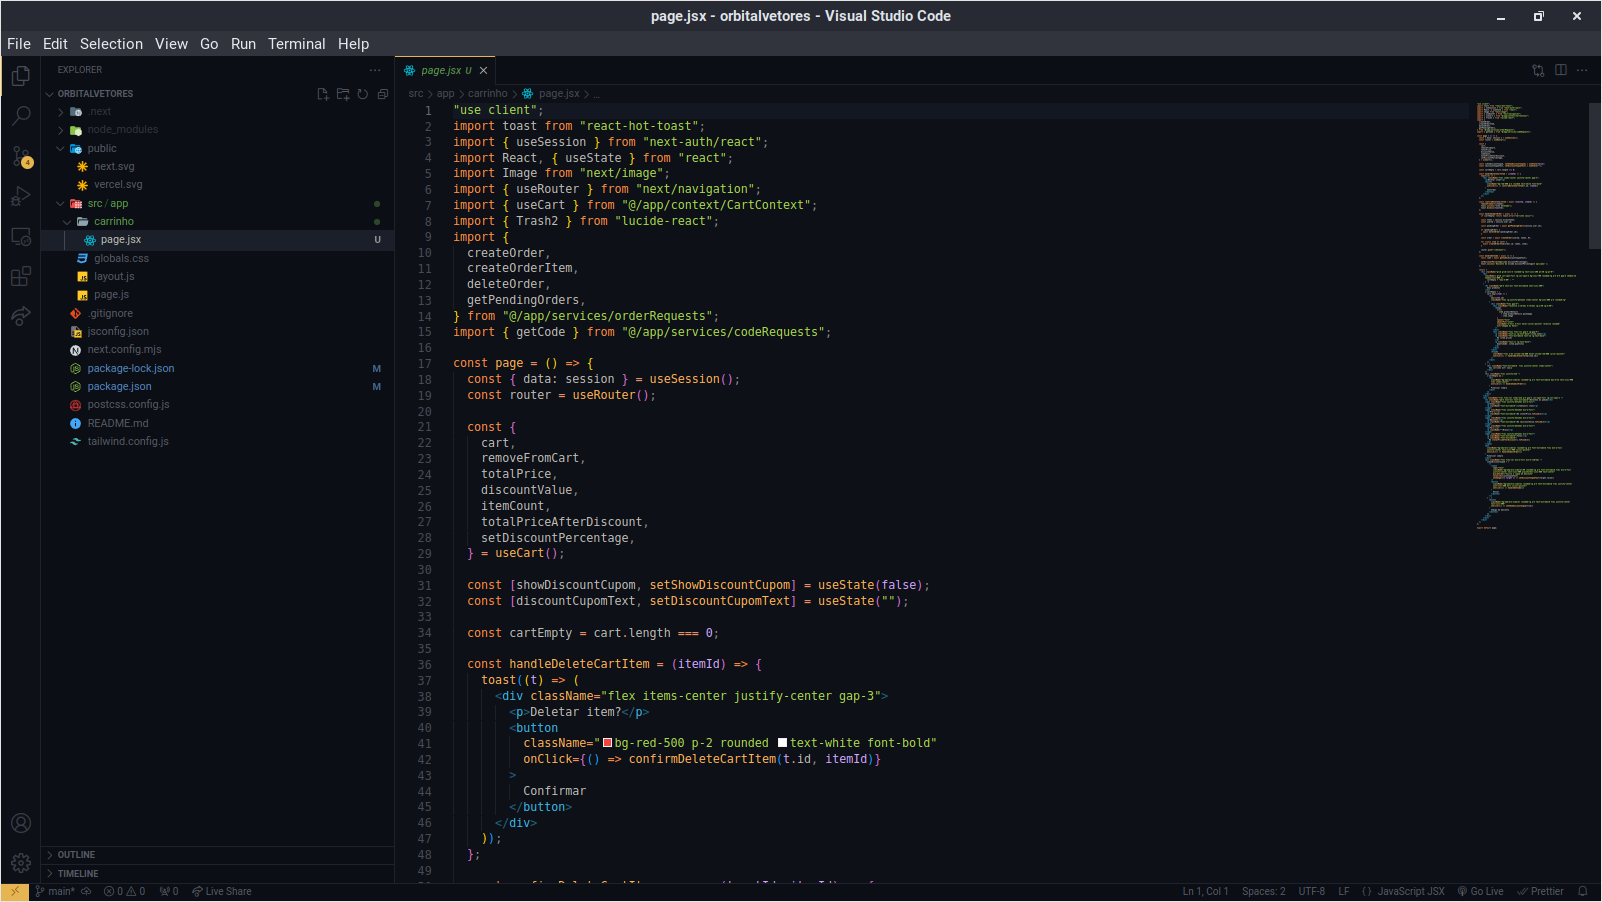 page.jsx - orbitalvetores - Visual Studio Code
File Edit Selection View Go Run Terminal Help
EXPLORER
ORBITALVETORES
.next
node_modules
public
next.svg
vercel.svg
src / app
carrinho
page.jsx U
globals.css
layout.js
page.js
.gitignore
jsconfig.json
next.config.mjs
package-lock.json M
package.json M
postcss.config.js
README.md
tailwind.config.js
OUTLINE
TIMELINE
4
page.jsx U
src > app > carrinho > page.jsx > ...
1 "use client";
2 import toast from "react-hot-toast";
3 import { useSession } from "next-auth/react";
4 import React, { useState } from "react";
5 import Image from "next/image";
6 import { useRouter } from "next/navigation";
7 import { useCart } from "@/app/context/CartContext";
8 import { Trash2 } from "lucide-react";
9 import {
10 createOrder,
11 createOrderItem,
12 deleteOrder,
13 getPendingOrders,
14 } from "@/app/services/orderRequests";
15 import { getCode } from "@/app/services/codeRequests";
16
17 const page = () => {
18 const { data: session } = useSession();
19 const router = useRouter();
20
21 const {
22 cart,
23 removeFromCart,
24 totalPrice,
25 discountValue,
26 itemCount,
27 totalPriceAfterDiscount,
28 setDiscountPercentage,
29 } = useCart();
30
31 const [showDiscountCupom, setShowDiscountCupom] = useState(false);
32 const [discountCupomText, setDiscountCupomText] = useState("");
33
34 const cartEmpty = cart.length === 0;
35
36 const handleDeleteCartItem = (itemId) => {
37 toast((t) => (
38 <div className="flex items-center justify-center gap-3">
39 <p>Deletar item?</p>
40 <button
41 className="bg-red-500 p-2 rounded text-white font-bold"
42 onClick={() => confirmDeleteCartItem(t.id, itemId)}
43 >
44 Confirmar
45 </button>
46 </div>
47 ));
48 };
49
main* 0 0 0 Live Share Ln 1, Col 1 Spaces: 2 UTF-8 LF { } JavaScript JSX Go Live Prettier